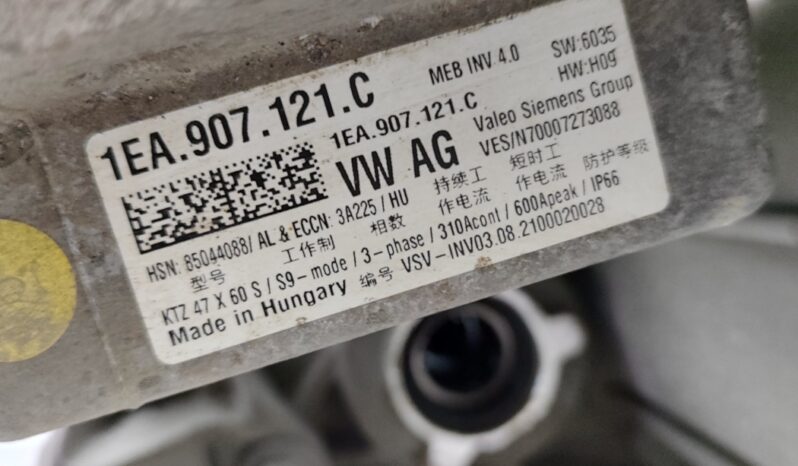 1EA.907.121.C MEB INV 4.0 SW:6035
HW:H09
1EA.907.121.C Valeo Siemens Group
VW AG VES/N70007273088
HSN: 85044088/ AL & ECCN: 3A225 / HU 持续工 短时工
型号 工作制 相数 作电流 作电流 防护等级
KTZ 47 X 60 S / S9-mode / 3-phase / 310Acont / 600Apeak / IP66
Made in Hungary 编号 VSV-INV03.08.2100020028